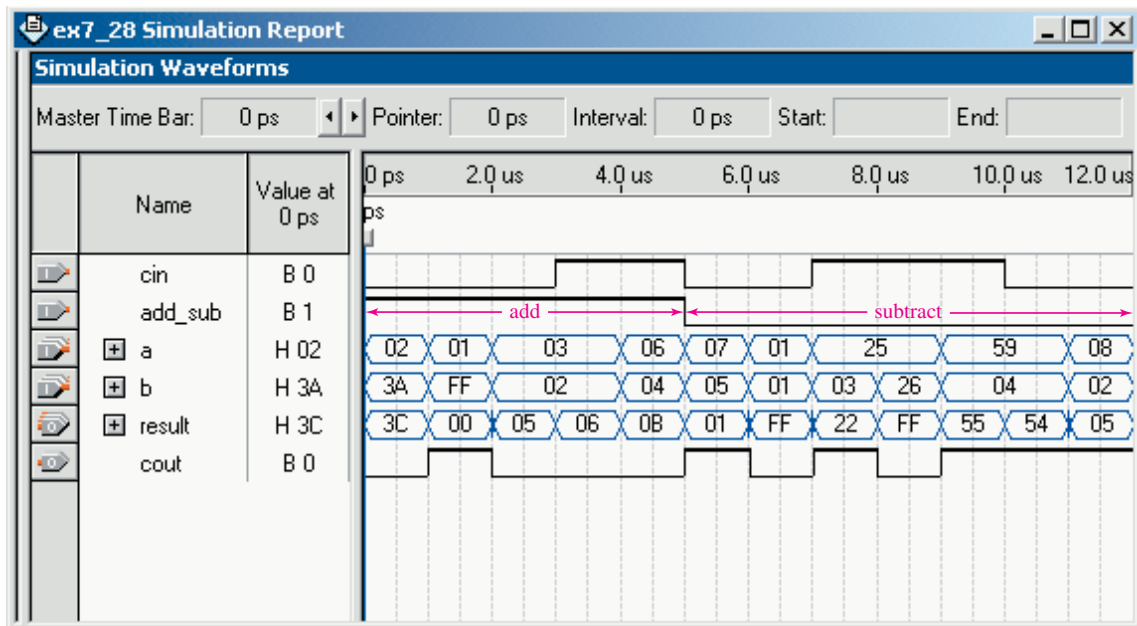 ex7_28 Simulation Report
Simulation Waveforms
Master Time Bar: 0 ps Pointer: 0 ps Interval: 0 ps Start: End:
Name Value at 0 ps 0 ps 2.0 us 4.0 us 6.0 us 8.0 us 10.0 us 12.0 us
ps
cin B 0
add_sub B 1 add subtract
a H 02 02 01 03 06 07 01 25 59 08
b H 3A 3A FF 02 04 05 01 03 26 04 02
result H 3C 3C 00 05 06 0B 01 FF 22 FF 55 54 05
cout B 0